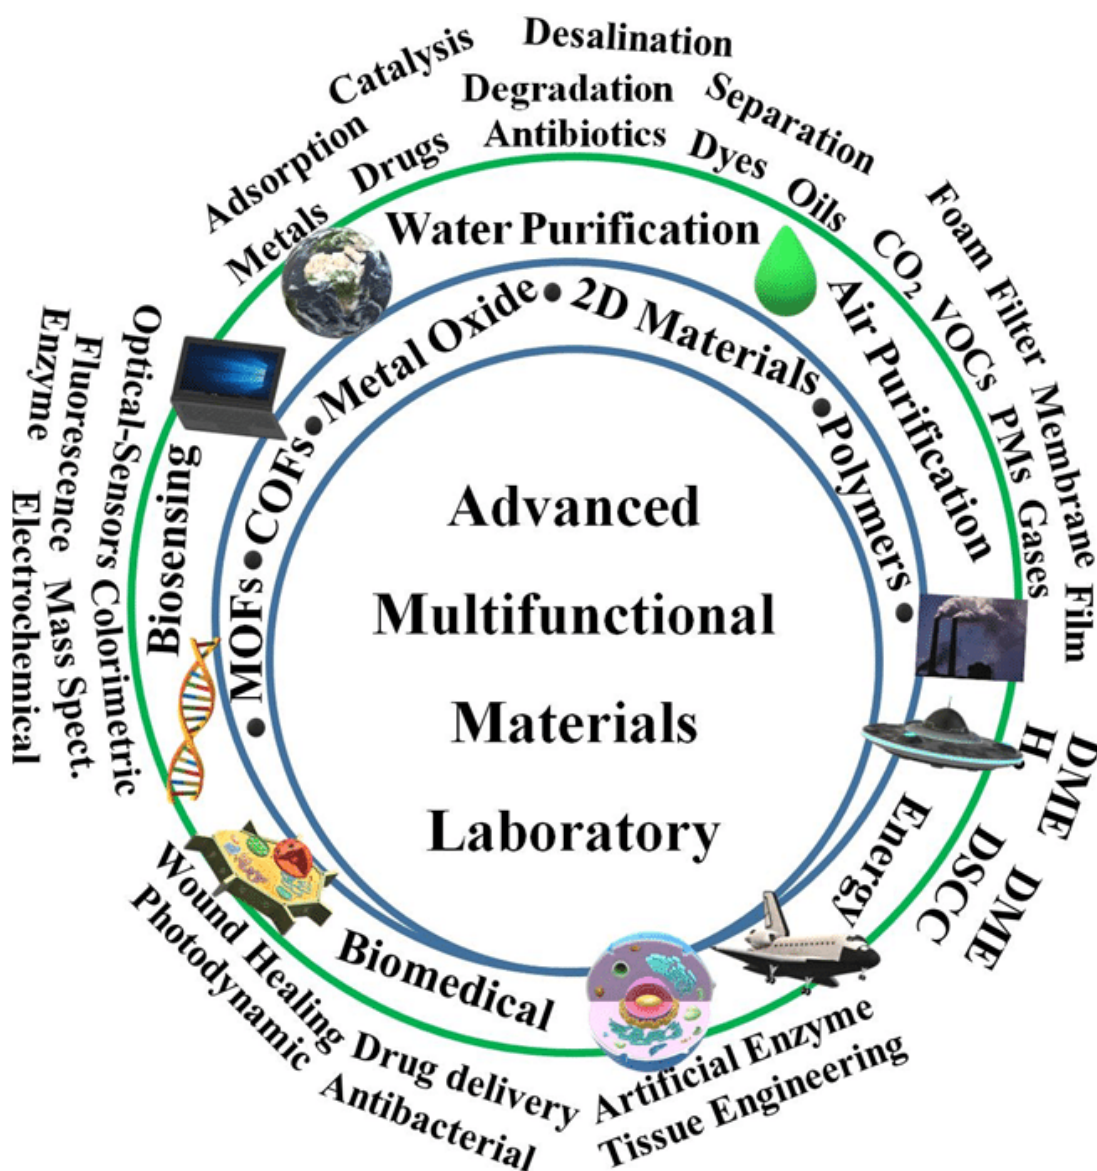 Desalination
Catalysis
Degradation
Separation
Adsorption
Drugs
Antibiotics
Dyes
Metals
Oils
Water Purification
Foam Filter Membrane Film
CO₂ VOCs PMs Gases
Air Purification
Metal Oxide
2D Materials
Polymers
COFs
MOFs
Optical-Sensors Colorimetric
Fluorescence Mass Spect.
Enzyme Electrochemical
Biosensing
Advanced
Multifunctional
Materials
Laboratory
DME DME
DSCC
Energy
Biomedical
Wound Healing Drug delivery Artificial Enzyme
Photodynamic Antibacterial Tissue Engineering